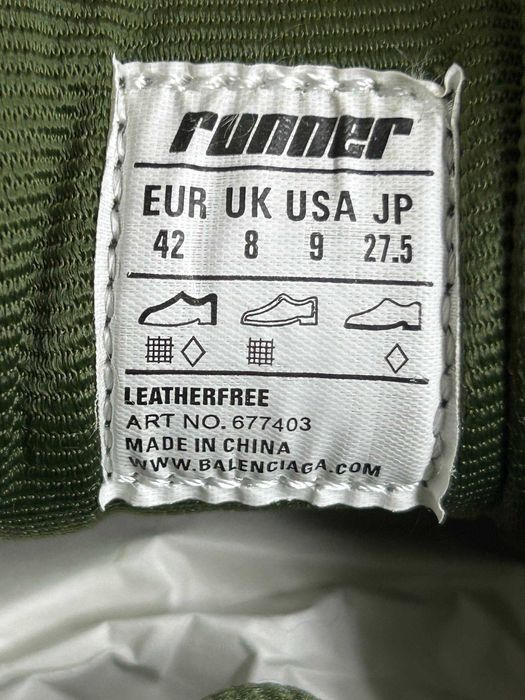 runner
EUR UK USA JP
42 8 9 27.5
LEATHERFREE
ART NO. 677403
MADE IN CHINA
WWW.BALENCIAGA.COM